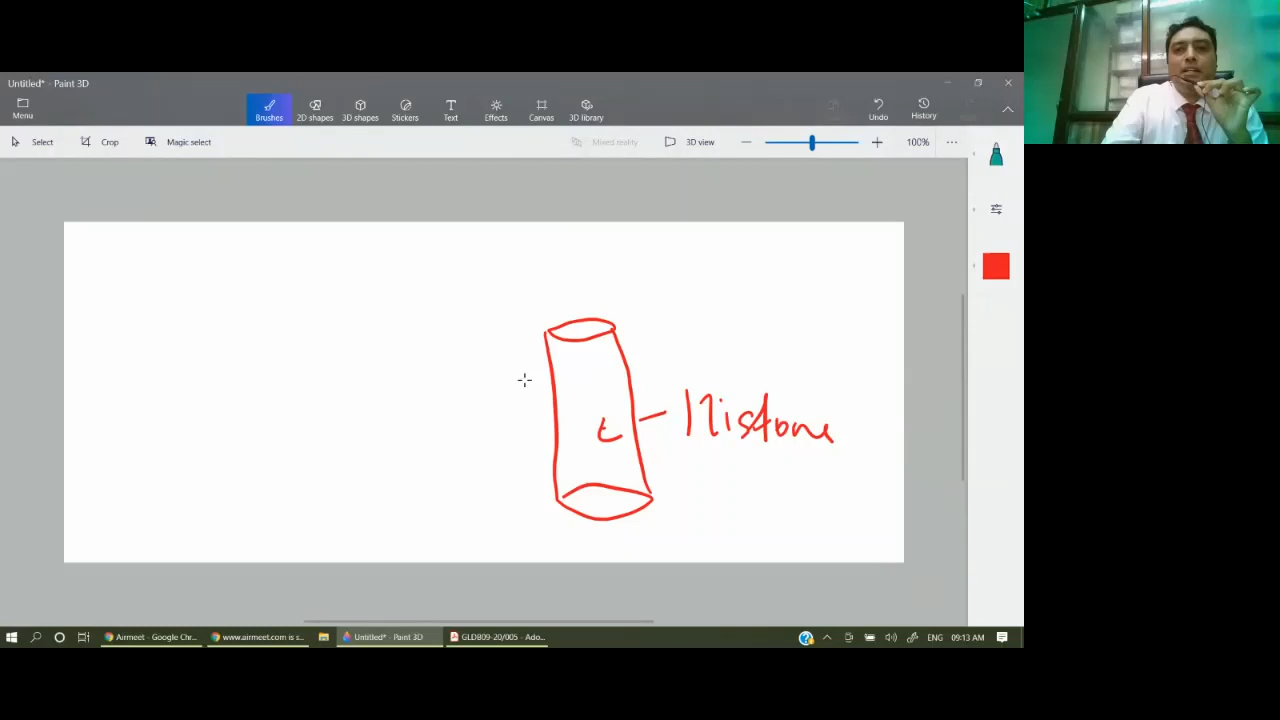 Untitled* - Paint 3D
Menu
Brushes
2D shapes
3D shapes
Stickers
Text
Effects
Canvas
3D library
Undo
History
Select
Crop
Magic select
Mixed reality
3D view
100%
Histone
Airmeet - Google Chr...
www.airmeet.com is s...
Untitled* - Paint 3D
GLD809-20/005 - Ado...
ENG
09:13 AM